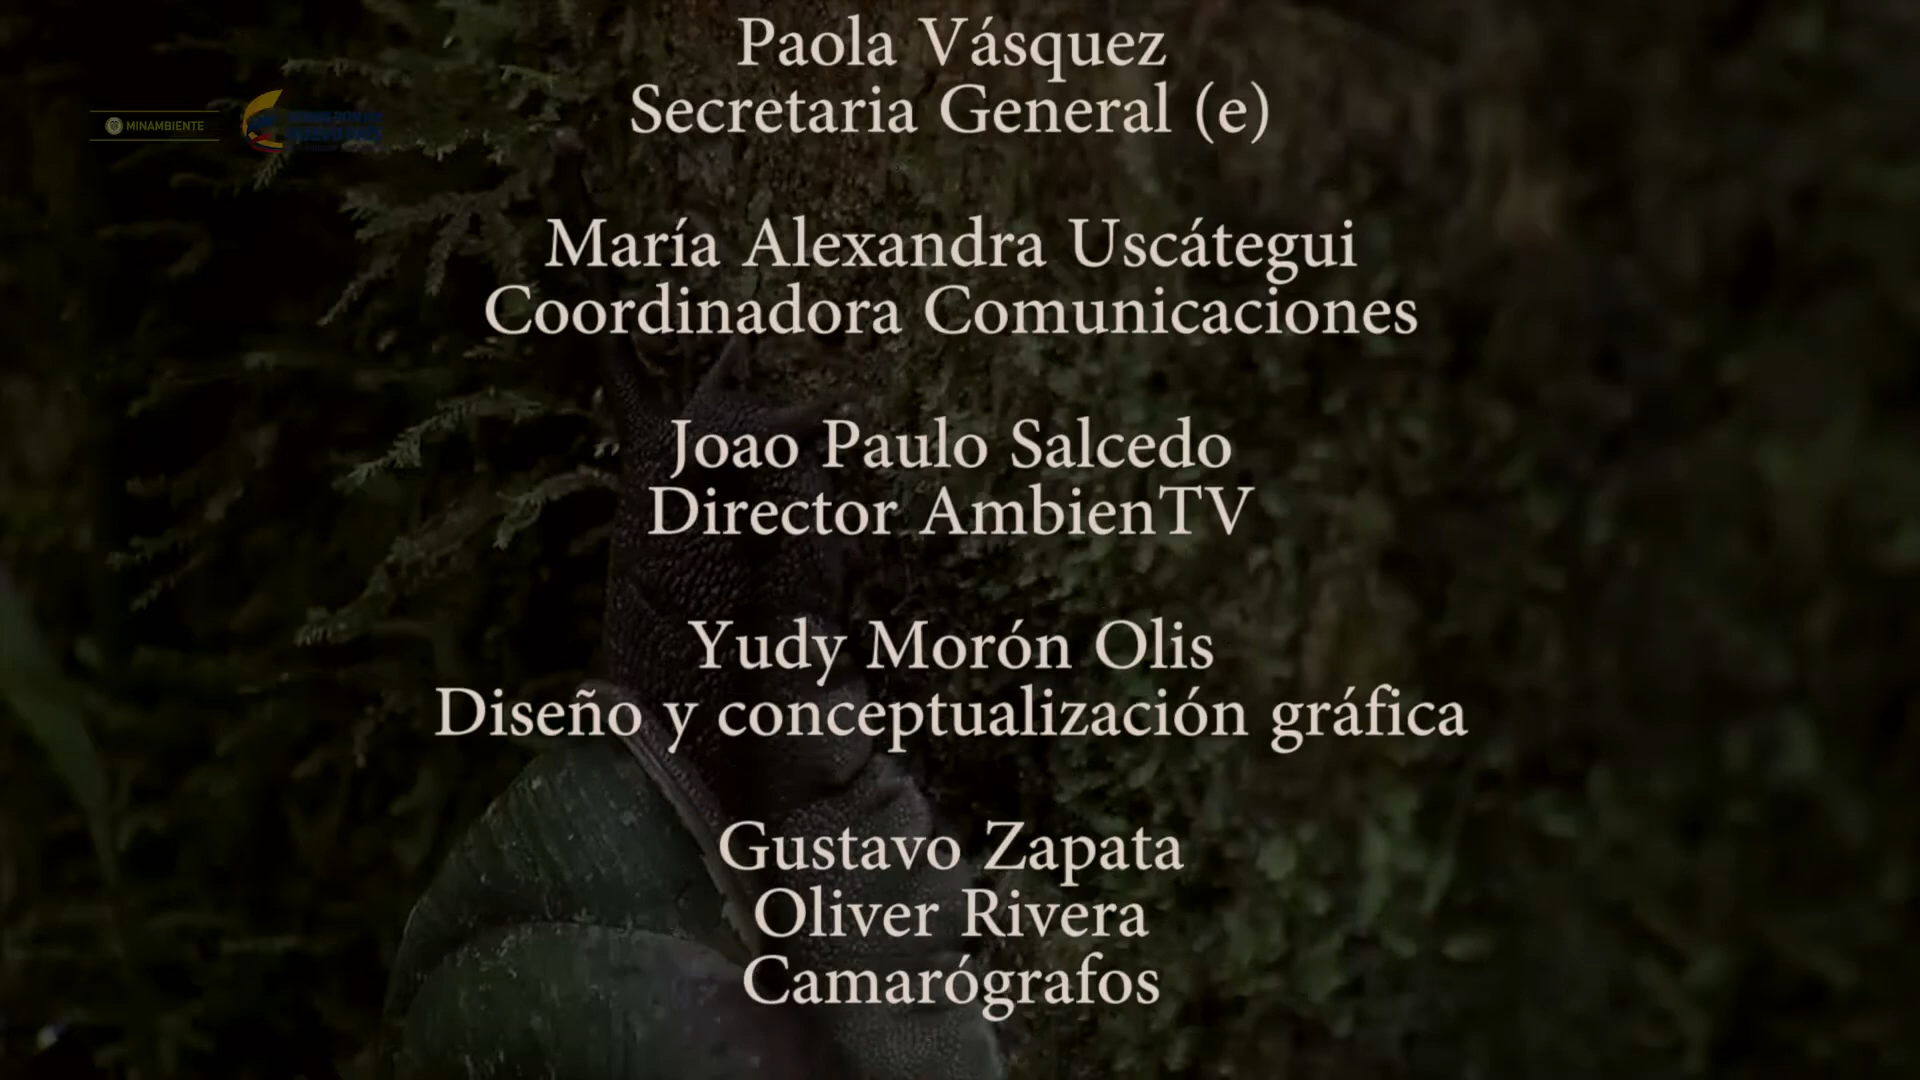 Paola Vásquez
Secretaria General (e)
MINAMBIENTE
María Alexandra Uscátegui
Coordinadora Comunicaciones
Joao Paulo Salcedo
Director AmbienTV
Yudy Morón Olis
Diseño y conceptualización gráfica
Gustavo Zapata
Oliver Rivera
Camarógrafos